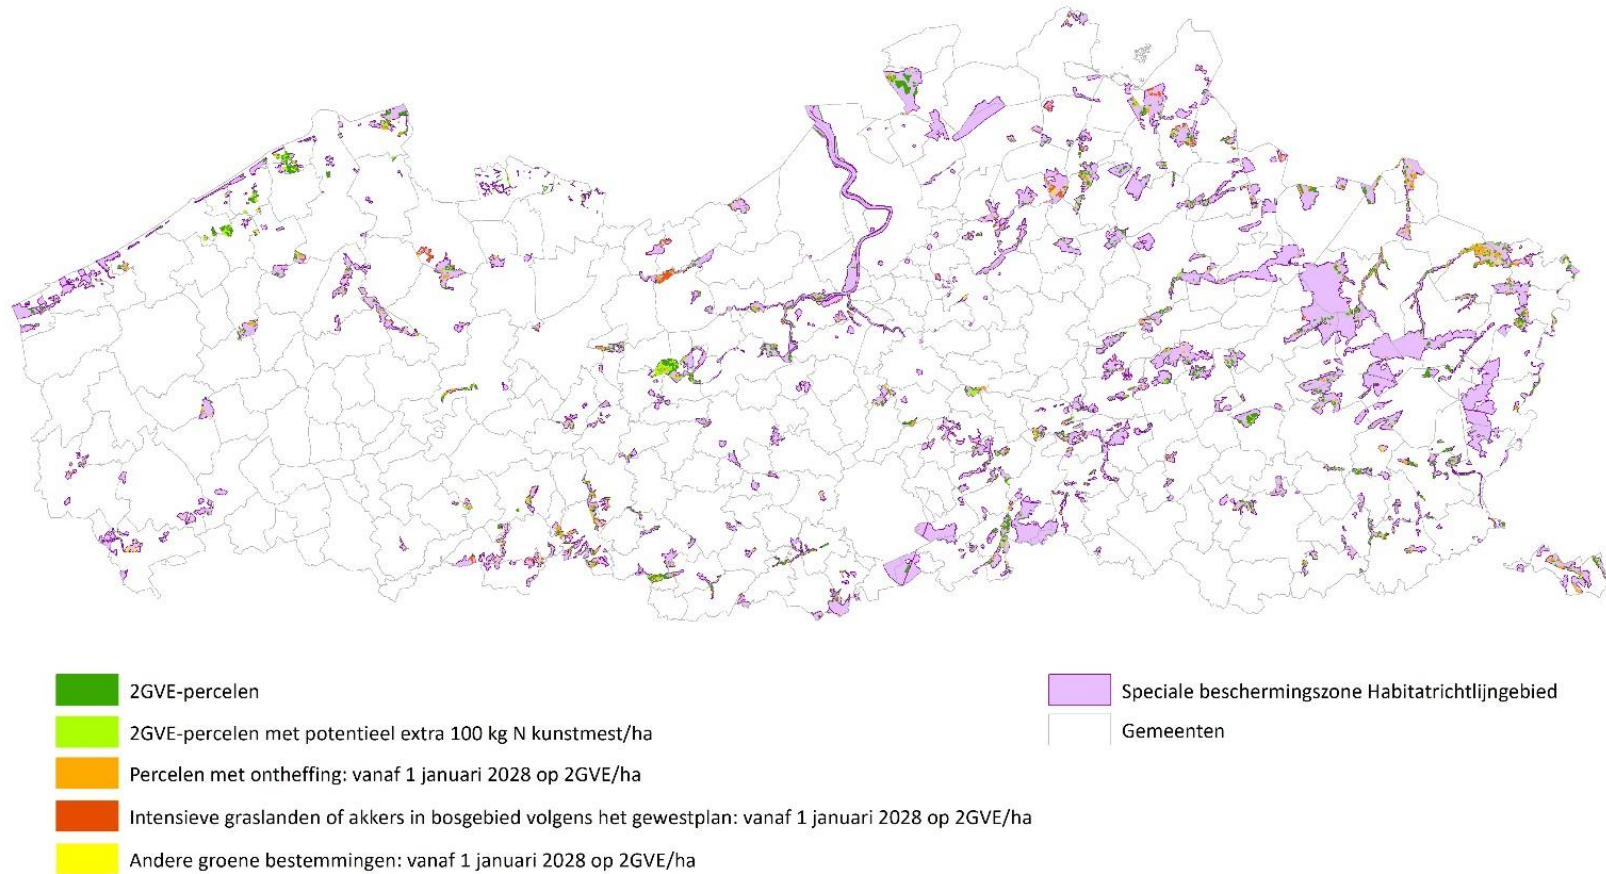 2GVE-percelen
2GVE-percelen met potentieel extra 100 kg N kunstmest/ha
Percelen met ontheffing: vanaf 1 januari 2028 op 2GVE/ha
Intensieve graslanden of akkers in bosgebied volgens het gewestplan: vanaf 1 januari 2028 op 2GVE/ha
Andere groene bestemmingen: vanaf 1 januari 2028 op 2GVE/ha
Speciale beschermingszone Habitatrichtlijngebied
Gemeenten